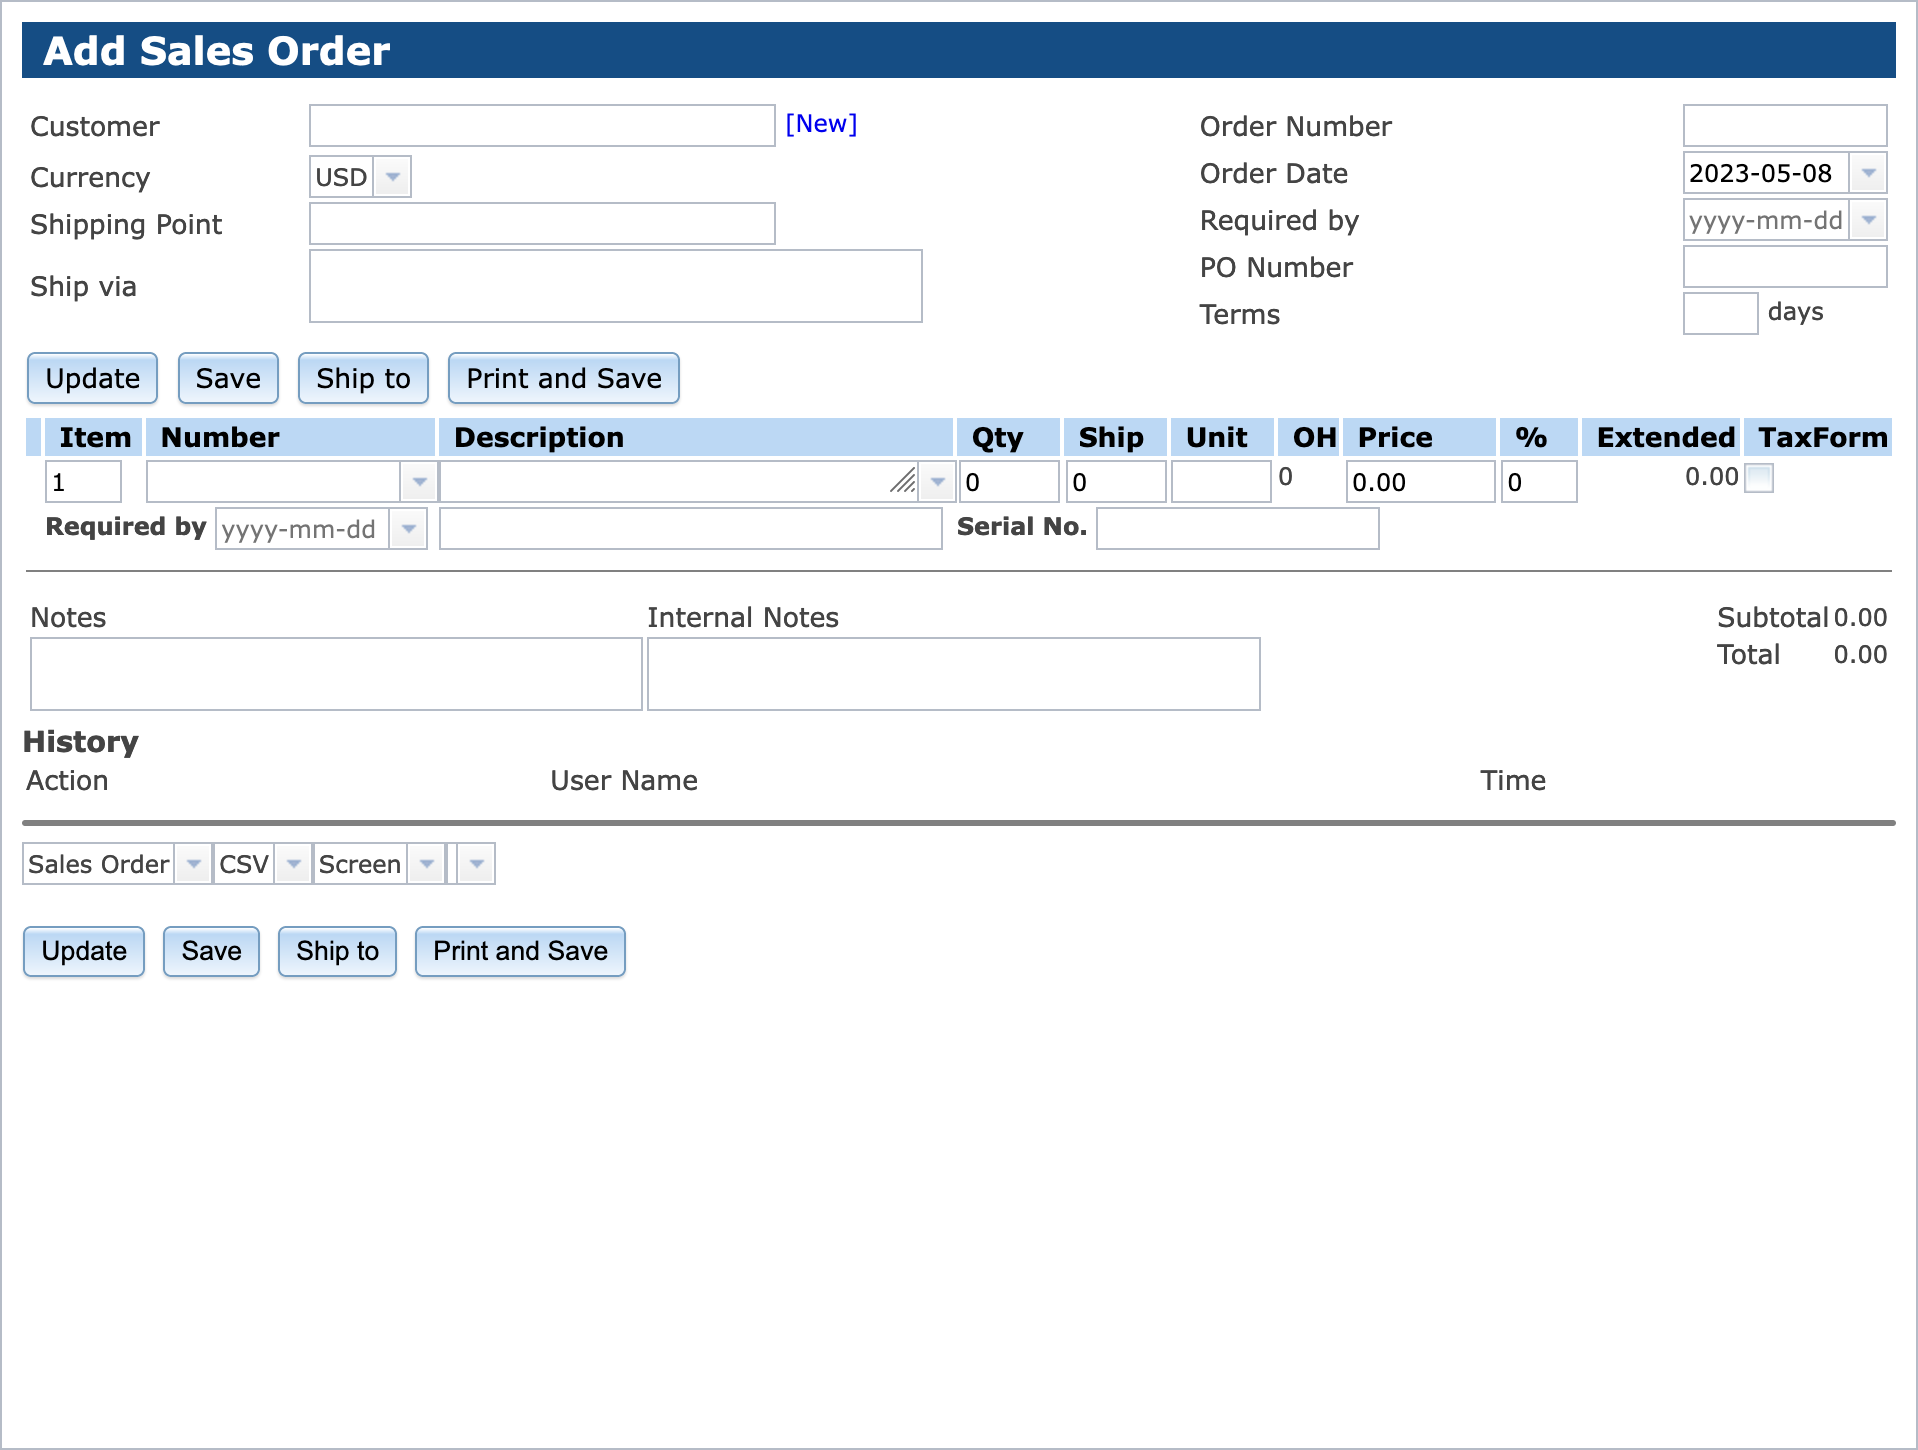 Add Sales Order
Customer [New] Order Number
Currency USD Order Date 2023-05-08
Shipping Point Required by yyyy-mm-dd
Ship via PO Number
Terms days
Update Save Ship to Print and Save
Item Number Description Qty Ship Unit OH Price % Extended TaxForm
1 0 0 0 0.00 0 0.00
Required by yyyy-mm-dd Serial No.
Notes Internal Notes Subtotal 0.00
Total 0.00
History
Action User Name Time
Sales Order CSV Screen
Update Save Ship to Print and Save